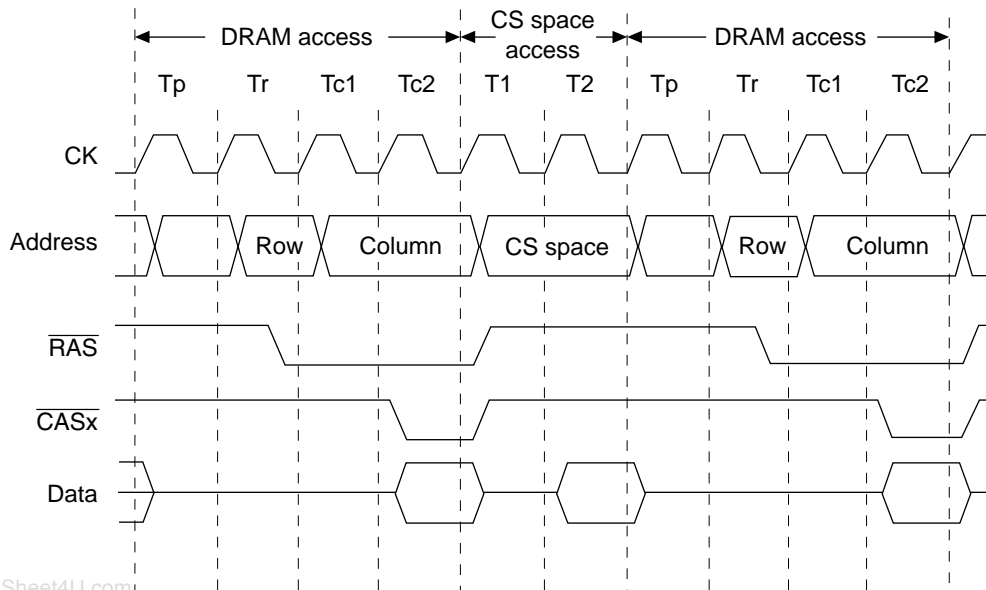 CS space
DRAM access access DRAM access
Tp Tr Tc1 Tc2 T1 T2 Tp Tr Tc1 Tc2
CK
Address Row Column CS space Row Column
RAS
CASx
Data
Sheet4U.com